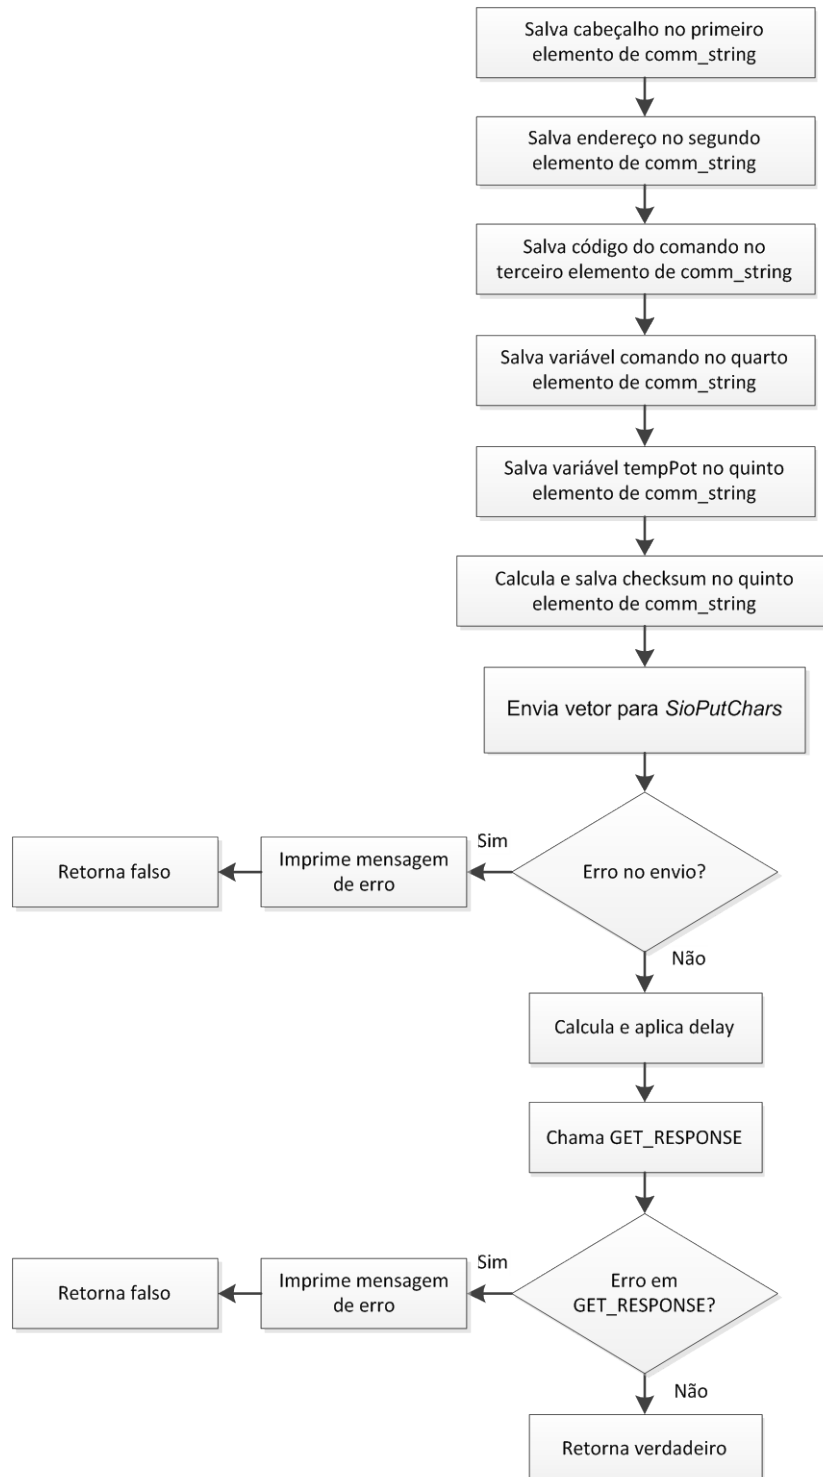 Salva cabeçalho no primeiro
elemento de comm_string
Salva endereço no segundo
elemento de comm_string
Salva código do comando no
terceiro elemento de comm_string
Salva variável comando no quarto
elemento de comm_string
Salva variável tempPot no quinto
elemento de comm_string
Calcula e salva checksum no quinto
elemento de comm_string
Envia vetor para SioPutChars
Erro no envio?
Sim
Imprime mensagem
de erro
Retorna falso
Não
Calcula e aplica delay
Chama GET_RESPONSE
Erro em
GET_RESPONSE?
Sim
Imprime mensagem
de erro
Retorna falso
Não
Retorna verdadeiro